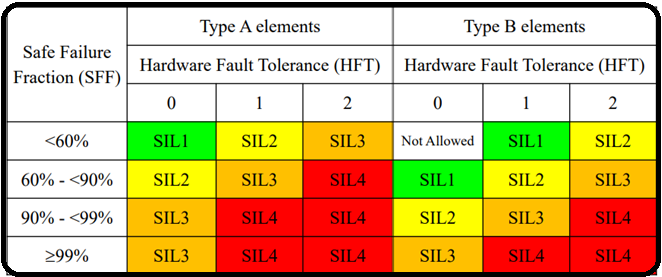 Safe Failure
Fraction (SFF)
Type A elements
Type B elements
Hardware Fault Tolerance (HFT)
Hardware Fault Tolerance (HFT)
0 1 2 0 1 2
<60% SIL1 SIL2 SIL3 Not Allowed SIL1 SIL2
60% - <90% SIL2 SIL3 SIL4 SIL1 SIL2 SIL3
90% - <99% SIL3 SIL4 SIL4 SIL2 SIL3 SIL4
≥99% SIL3 SIL4 SIL4 SIL3 SIL4 SIL4